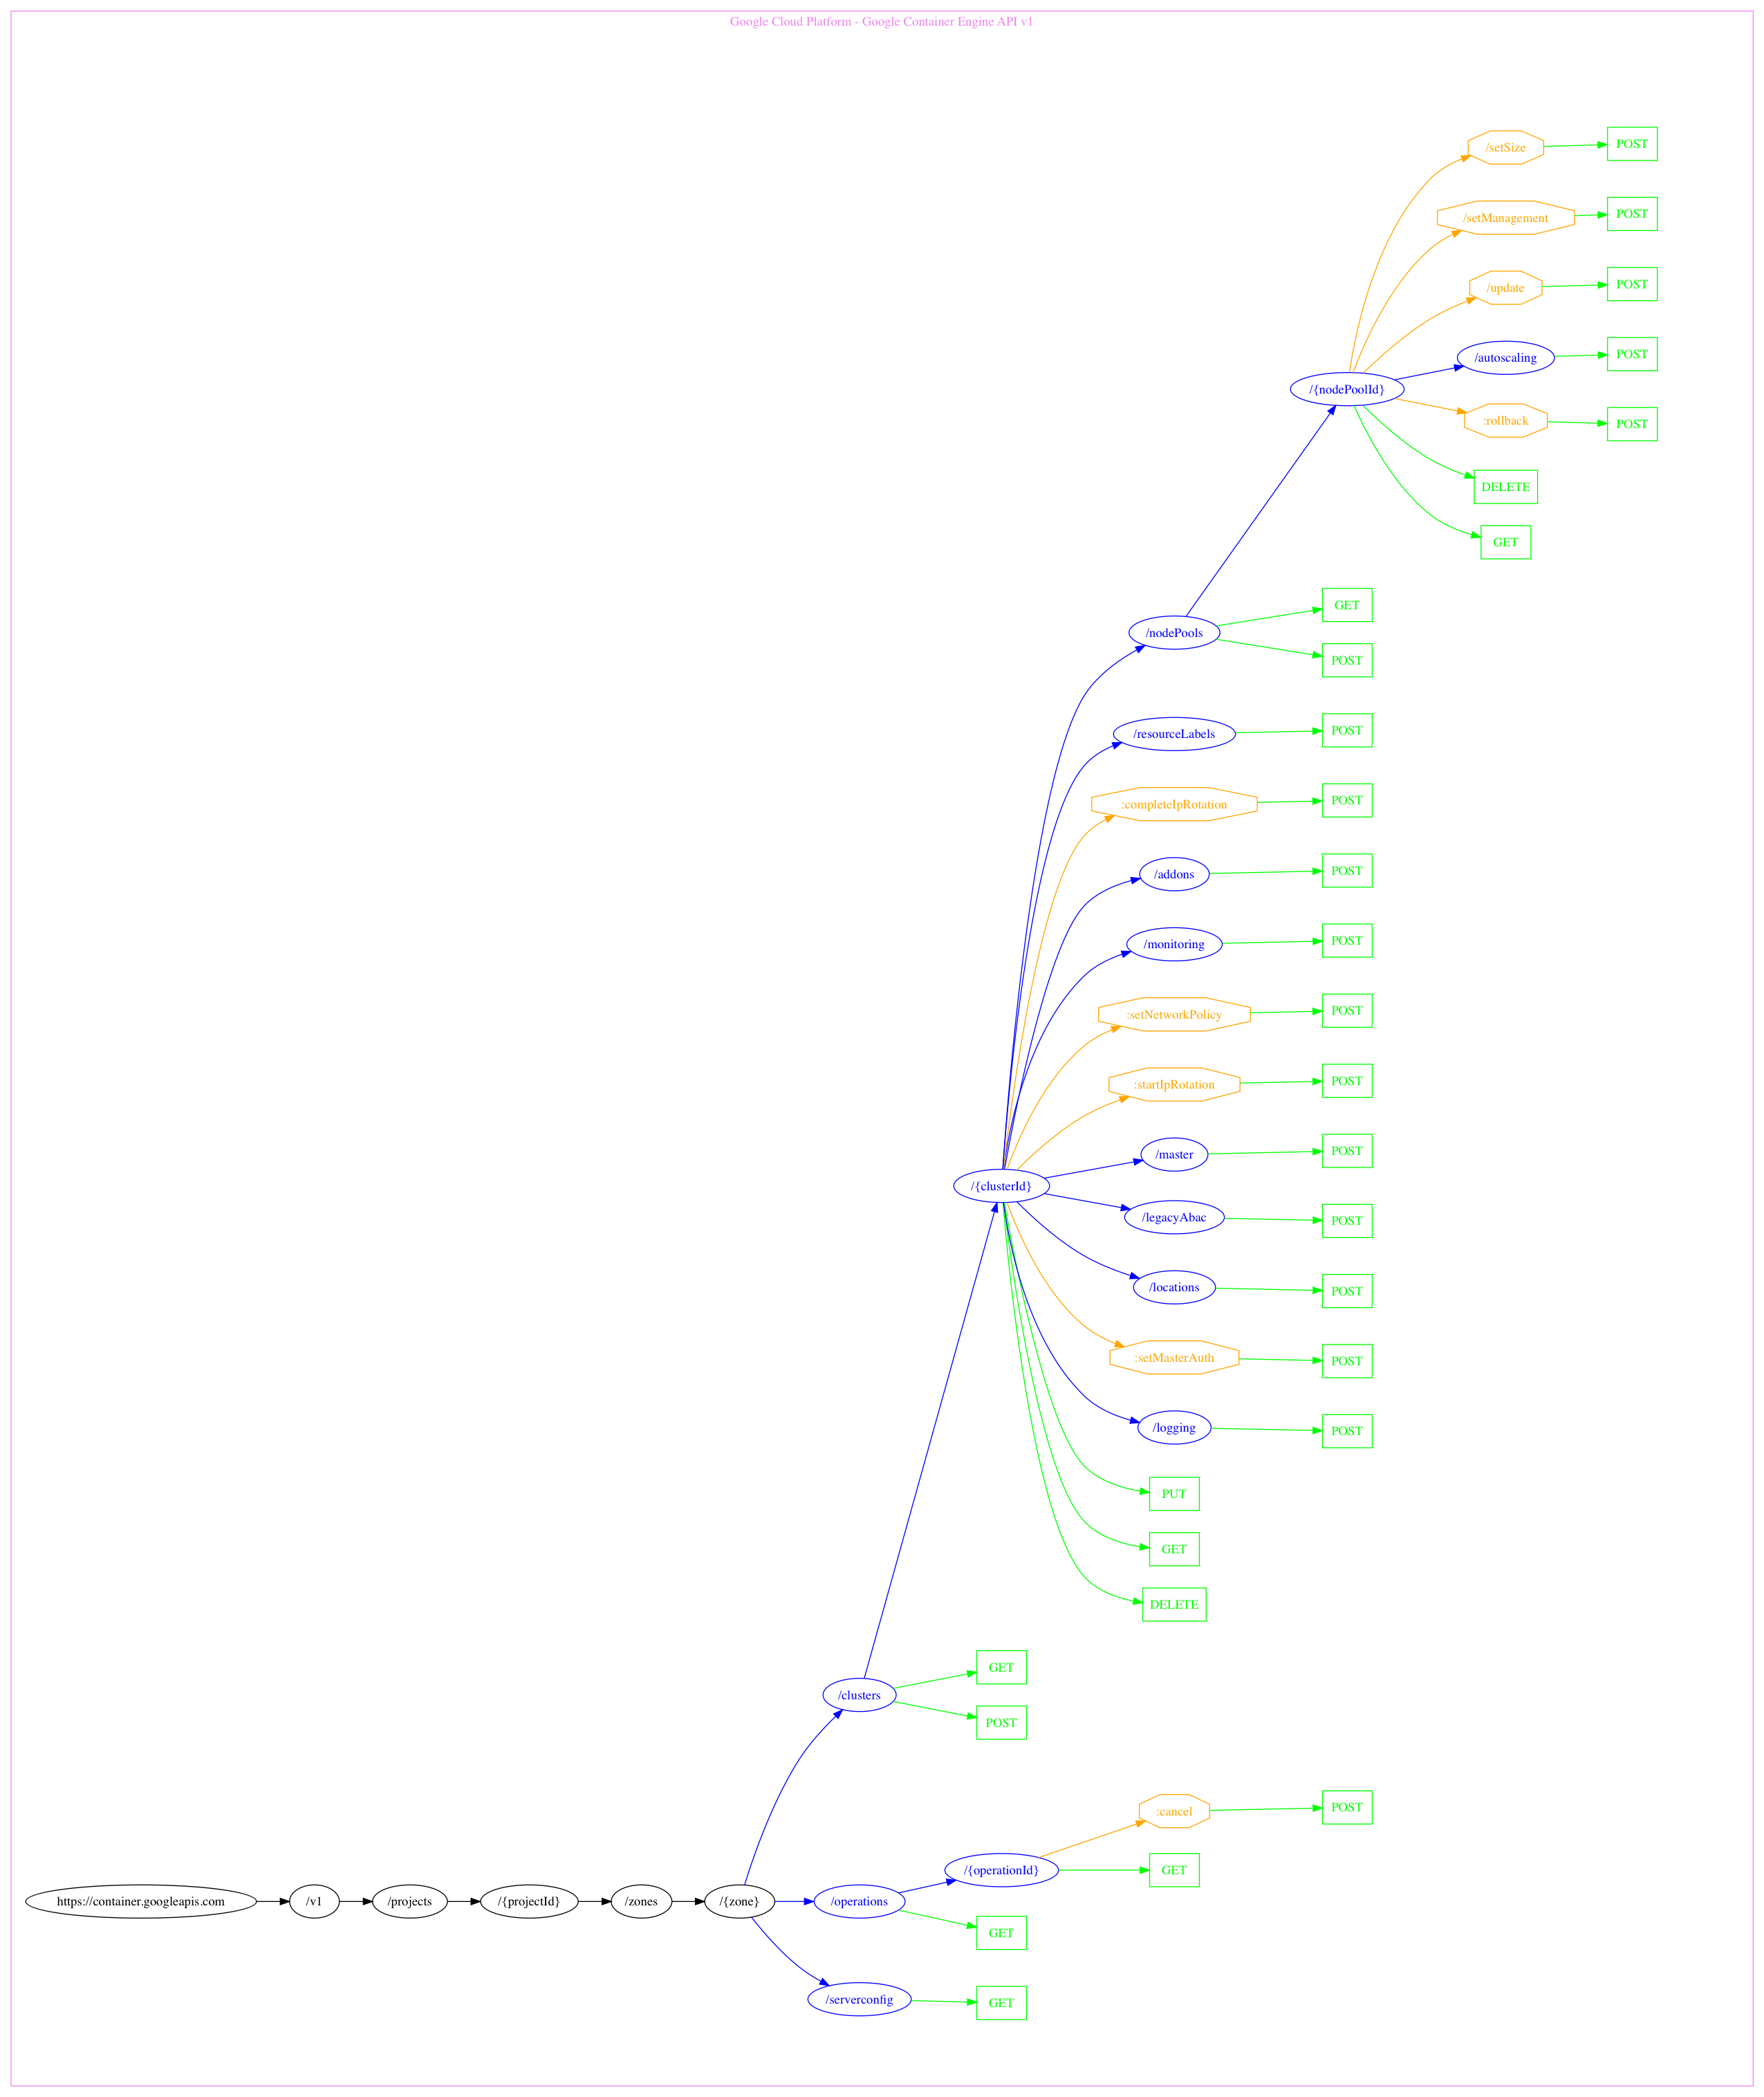 Google Cloud Platform - Google Container Engine API v1
/setSize
POST
/setManagement
POST
/update
POST
/autoscaling
POST
/{nodePoolId}
:rollback
POST
DELETE
GET
GET
/nodePools
POST
/resourceLabels
POST
:completeIpRotation
POST
/addons
POST
/monitoring
POST
:setNetworkPolicy
POST
:startIpRotation
POST
/master
POST
/{clusterId}
/legacyAbac
POST
/locations
POST
:setMasterAuth
POST
/logging
POST
PUT
GET
DELETE
GET
/clusters
POST
:cancel
POST
/{operationId}
GET
https://container.googleapis.com
/v1
/projects
/{projectId}
/zones
/{zone}
/operations
GET
/serverconfig
GET